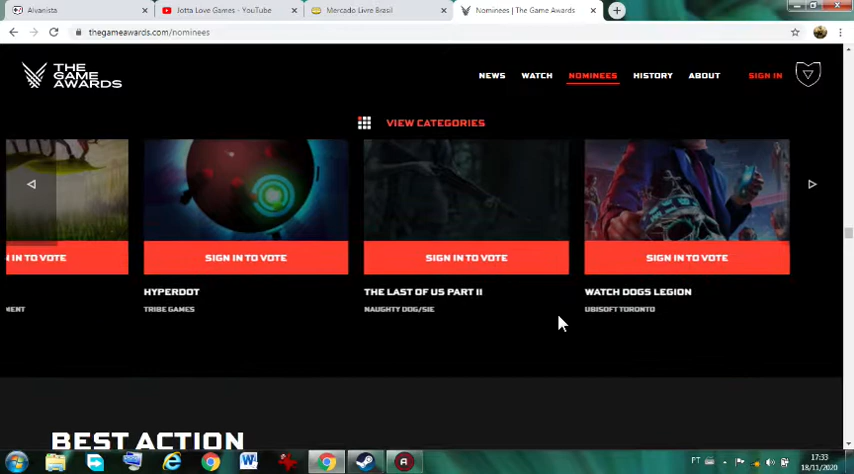 Alvanista
Jotta Love Games - YouTube
Mercado Livre Brasil
Nominees | The Game Awards
thegameawards.com/nominees
THE
GAME
AWARDS
NEWS WATCH NOMINEES HISTORY ABOUT SIGN IN
VIEW CATEGORIES
N IN TO VOTE
SIGN IN TO VOTE
SIGN IN TO VOTE
SIGN IN TO VOTE
HYPERDOT
THE LAST OF US PART II
WATCH DOGS LEGION
MENT
TRIBE GAMES
NAUGHTY DOG/SIE
UBISOFT TORONTO
BEST ACTION
PT
17:33
18/11/2020